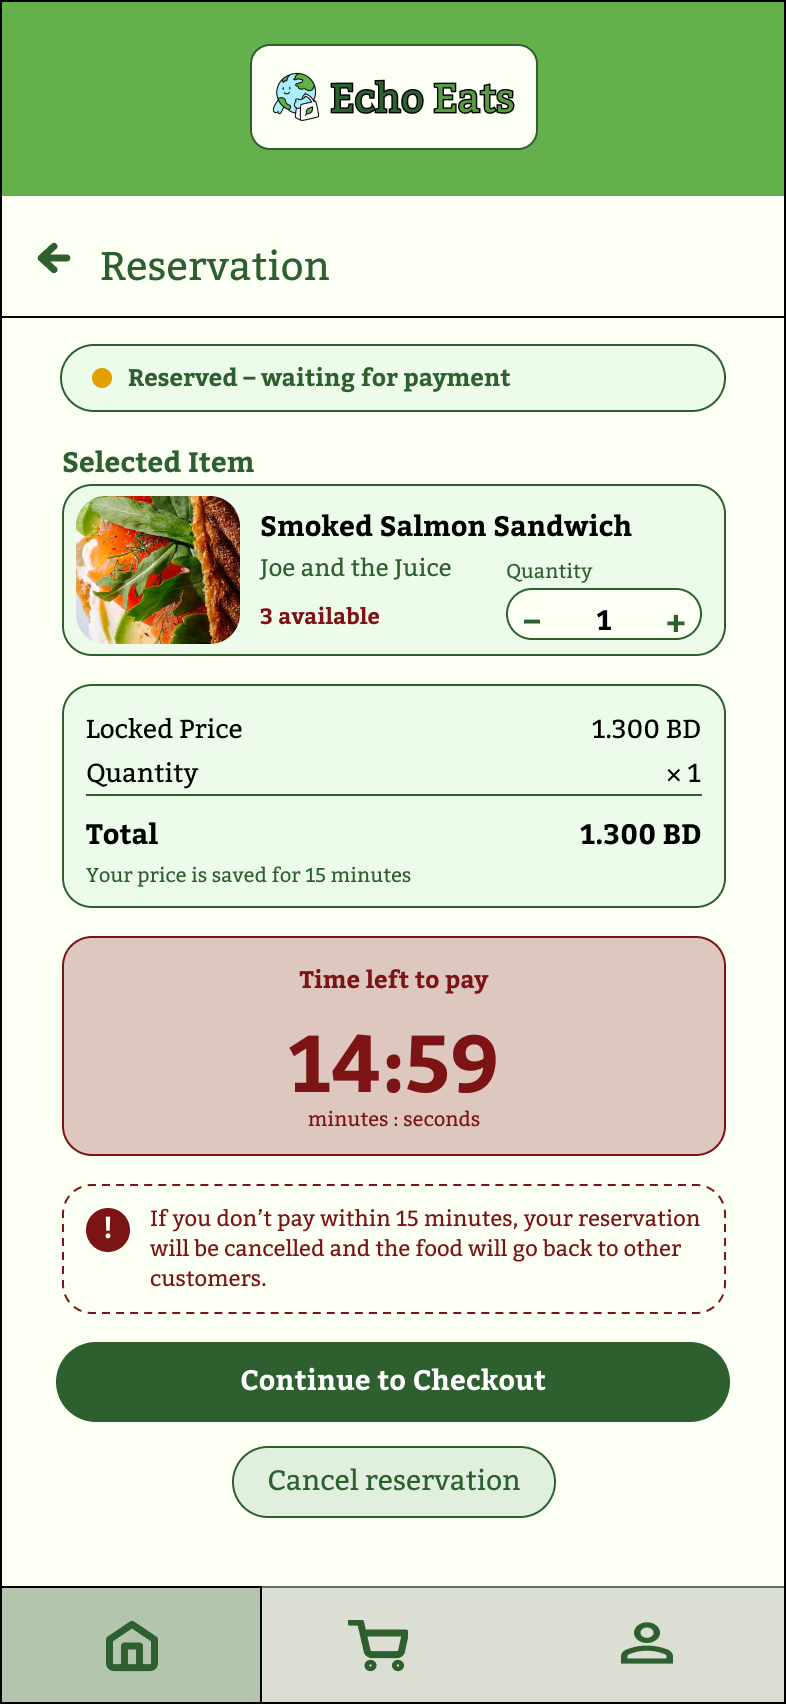 Echo Eats
Reservation
Reserved – waiting for payment
Selected Item
Smoked Salmon Sandwich
Joe and the Juice
Quantity
3 available
− 1 +
Locked Price 1.300 BD
Quantity × 1
Total 1.300 BD
Your price is saved for 15 minutes
Time left to pay
14:59
minutes : seconds
! If you don’t pay within 15 minutes, your reservation
will be cancelled and the food will go back to other
customers.
Continue to Checkout
Cancel reservation